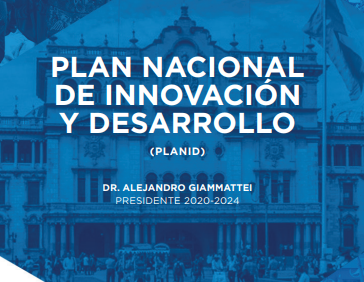 PLAN NACIONAL
DE INNOVACIÓN
Y DESARROLLO
(PLANID)
DR. ALEJANDRO GIAMMATTEI
PRESIDENTE 2020-2024